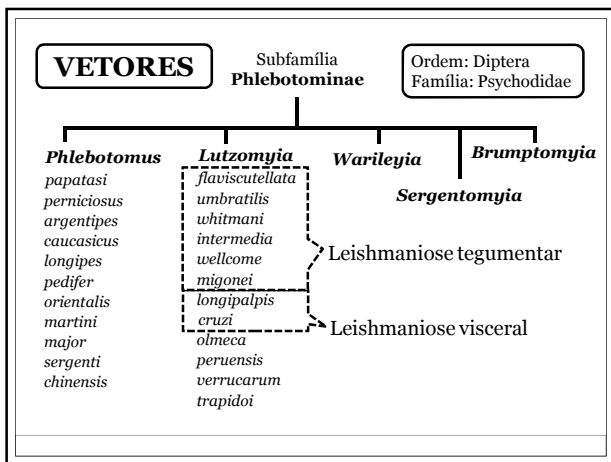 VETORES
Subfamília
Phlebotominae
Ordem: Diptera
Família: Psychodidae
Phlebotomus
papatasi
perniciosus
argentipes
caucasicus
longipes
pedifer
orientalis
martini
major
sergenti
chinensis
Lutzomyia
flaviscutellata
umbratilis
whitmani
intermedia
wellcome
migonei
longipalpis
cruzi
olmeca
peruensis
verrucarum
trapidoi
Leishmaniose tegumentar
Leishmaniose visceral
Warileyia
Sergentomyia
Brumptomyia